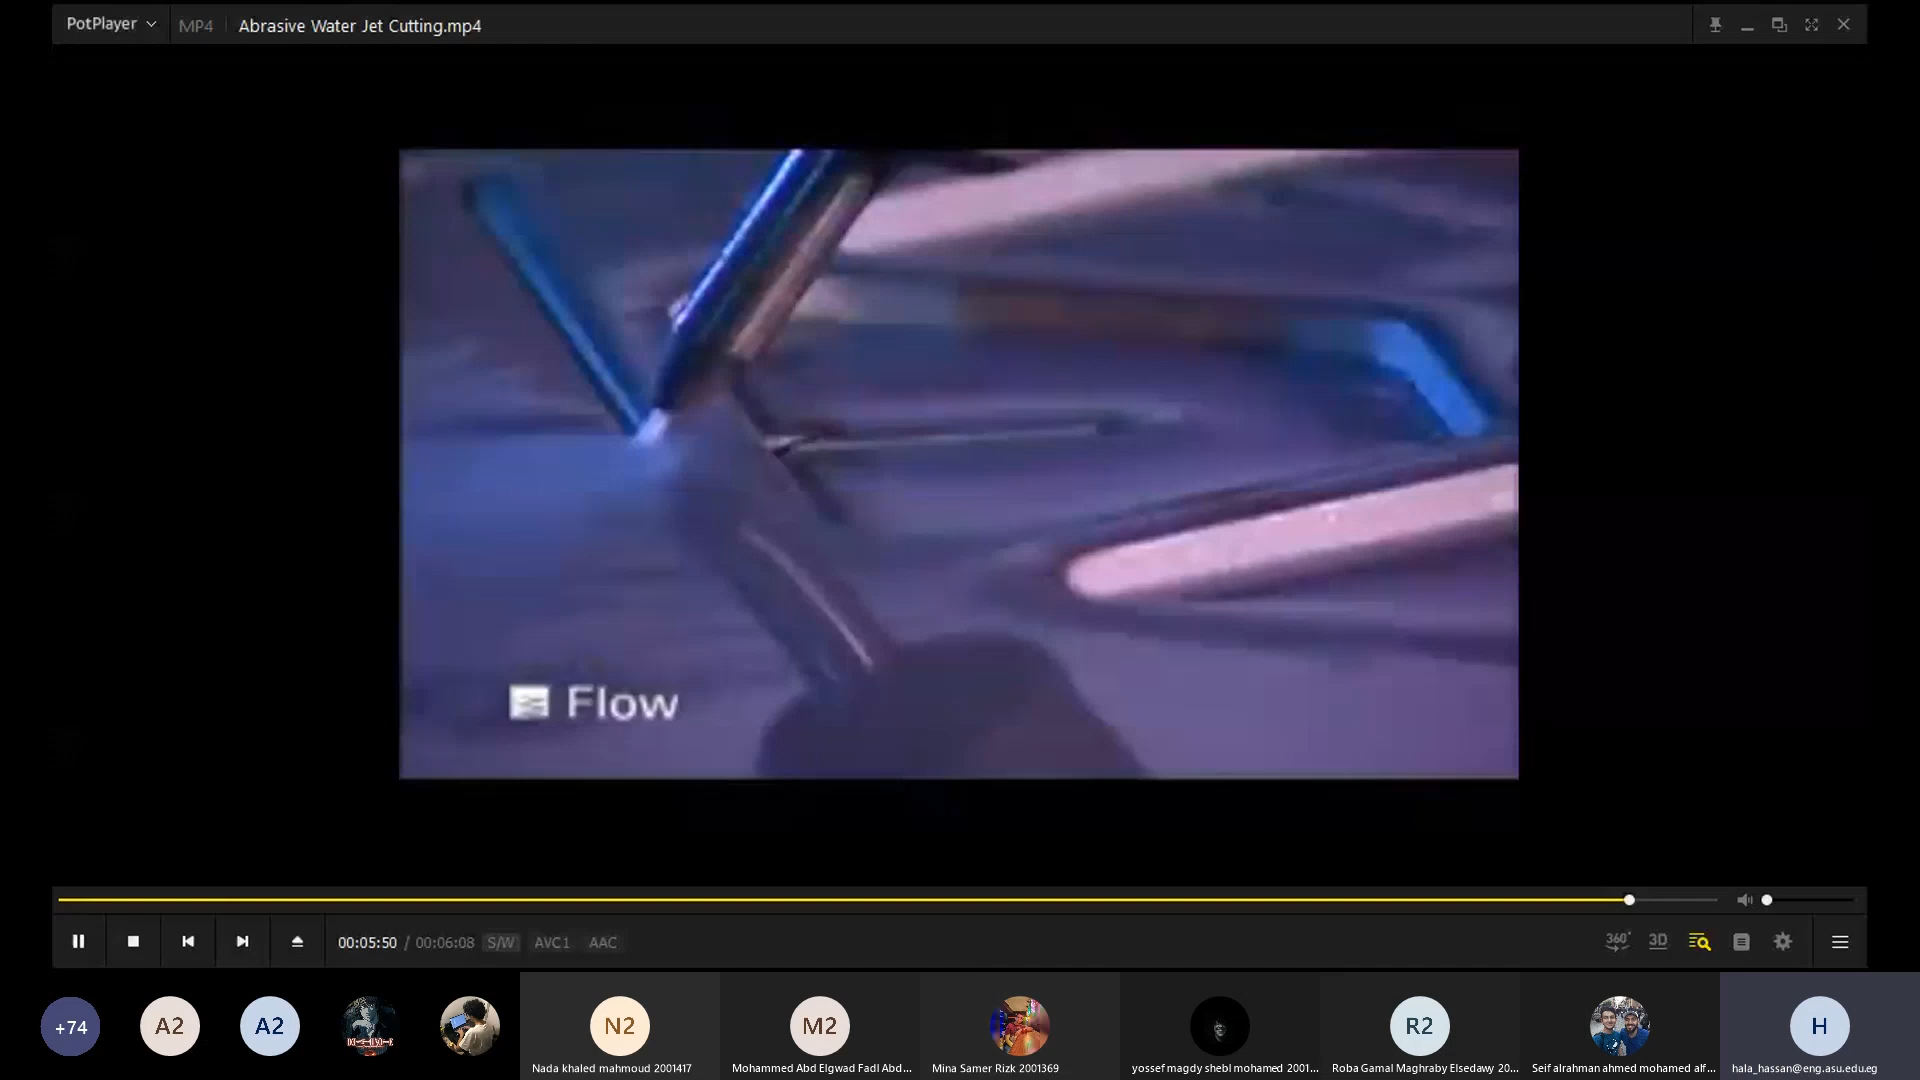 PotPlayer
MP4
Abrasive Water Jet Cutting.mp4
Flow
00:05:50 / 00:06:08 S/W AVC1 AAC
360°
3D
+74
A2
A2
N2
M2
R2
H
Nada khaled mahmoud 2001417
Mohammed Abd Elgwad Fadl Abd...
Mina Samer Rizk 2001369
yossef magdy shebl mohamed 2001...
Roba Gamal Maghraby Elsedawy 20...
Seif alrahman ahmed mohamed alf...
hala_hassan@eng.asu.edu.eg